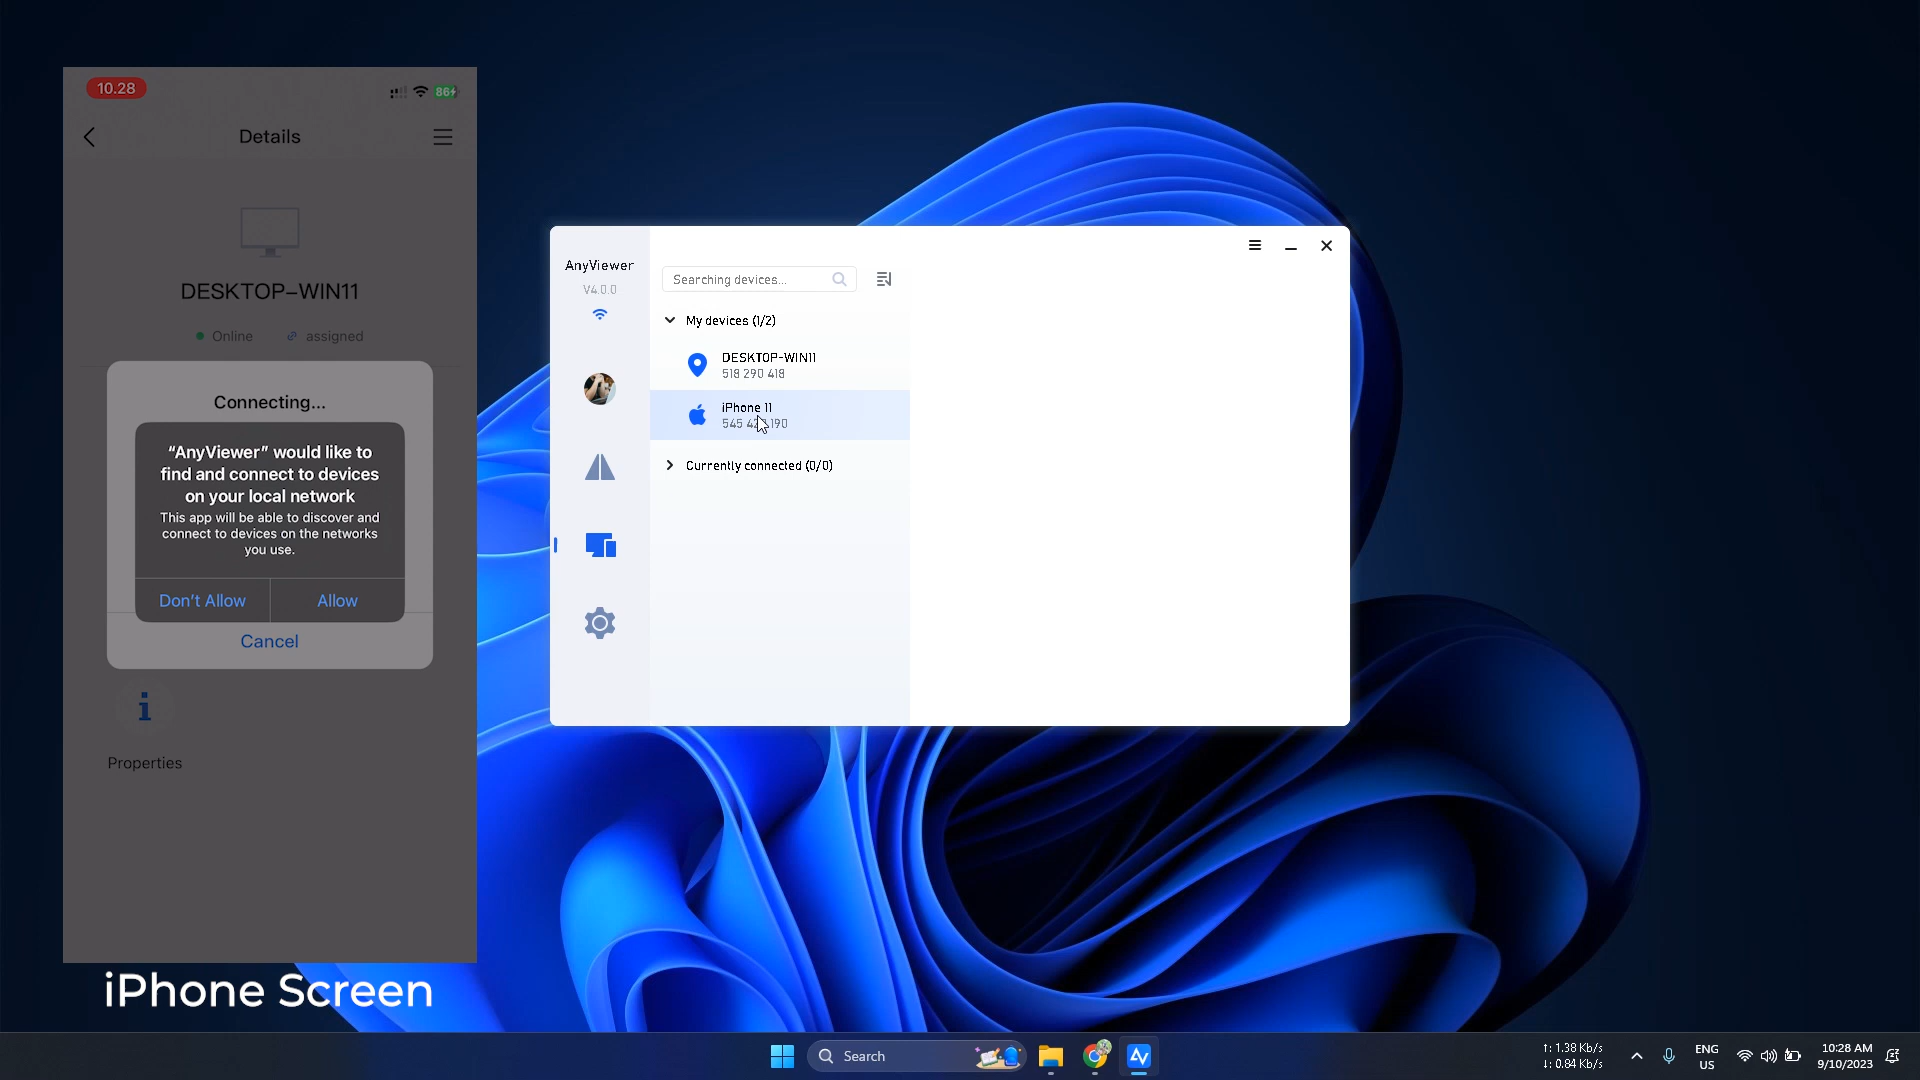 10.28
86
Details
DESKTOP-WIN11
Online
assigned
Connecting...
“AnyViewer” would like to
find and connect to devices
on your local network
This app will be able to discover and
connect to devices on the networks
you use.
Don’t Allow
Allow
Cancel
Properties
iPhone Screen
AnyViewer
V4.0.0
Searching devices...
My devices (1/2)
DESKTOP-WIN11
518 290 418
iPhone 11
545
190
Currently connected (0/0)
Search
↑: 1.38 Kb/s
↓: 0.84 Kb/s
ENG
US
10:28 AM
9/10/2023